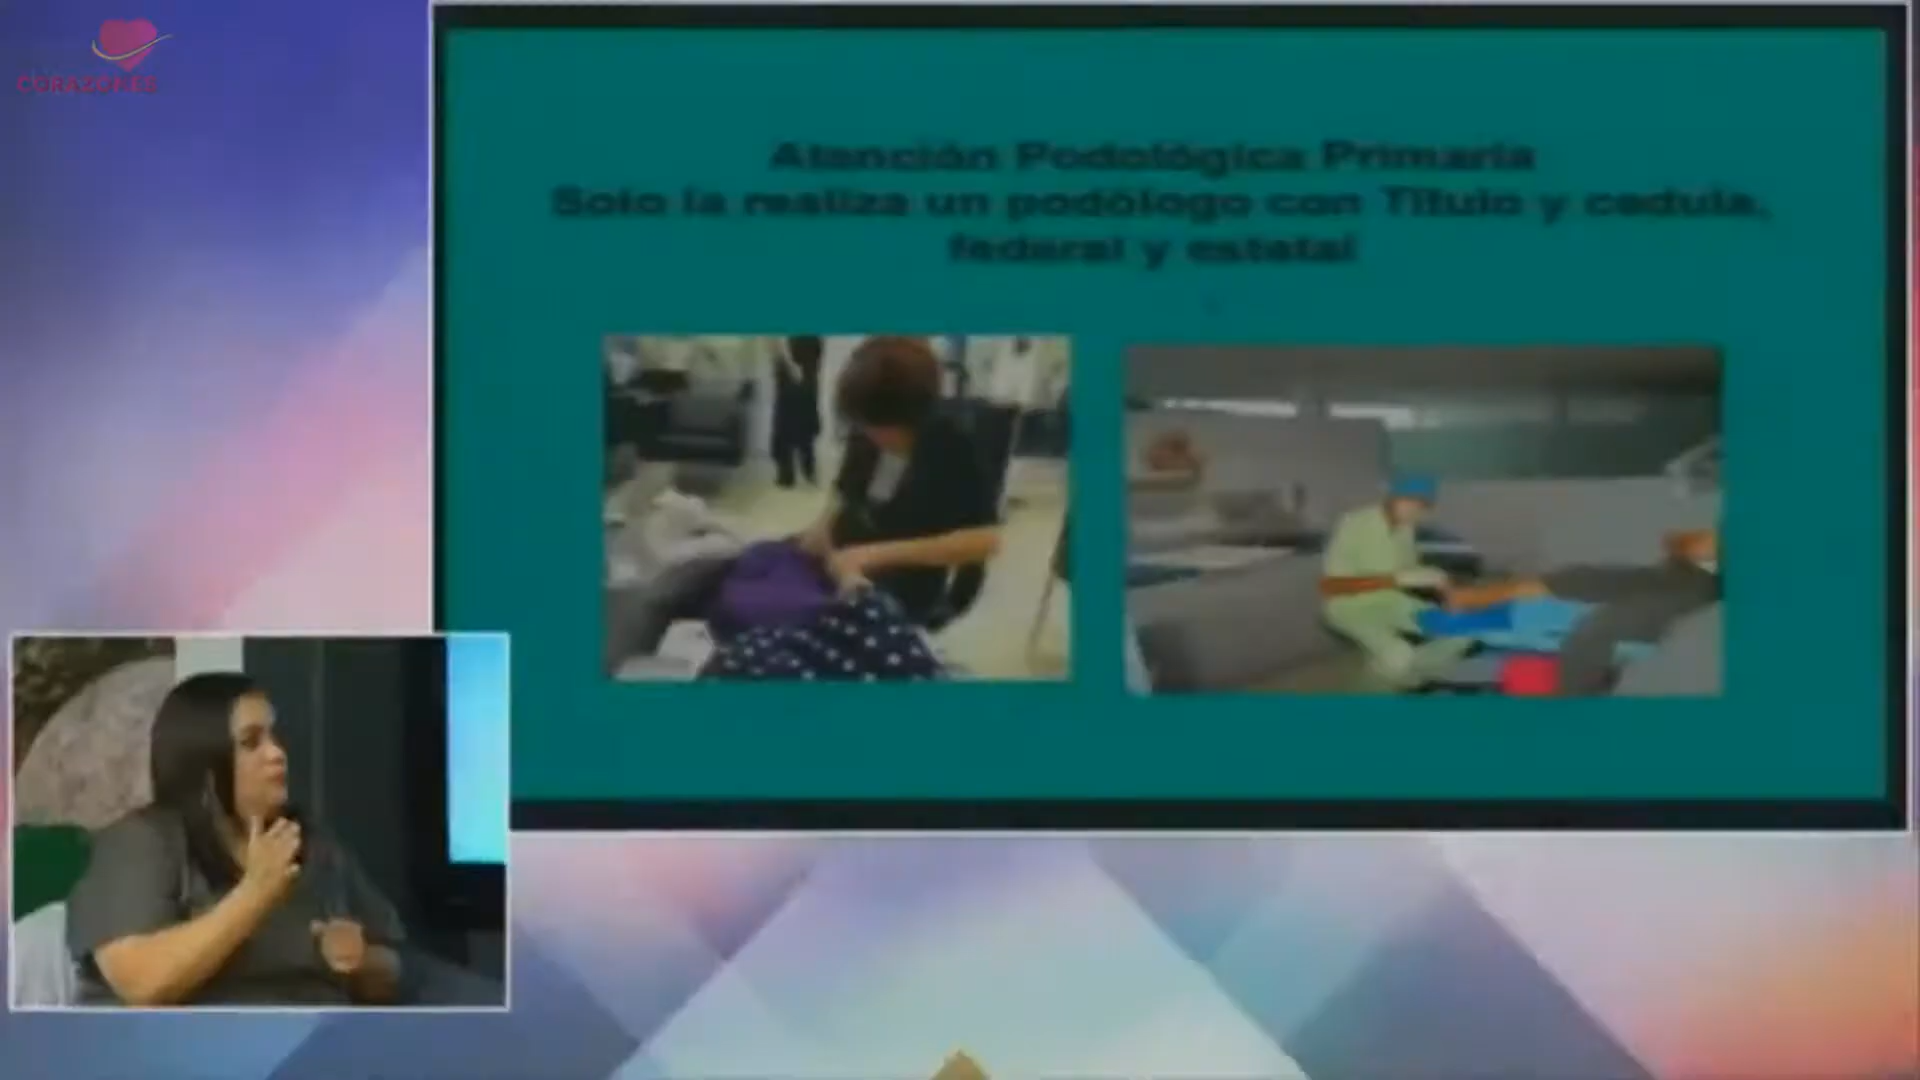 CORAZONES
Atención Podológica Primaria
Solo la realiza un podólogo con Titulo y cedula,
federal y estatal